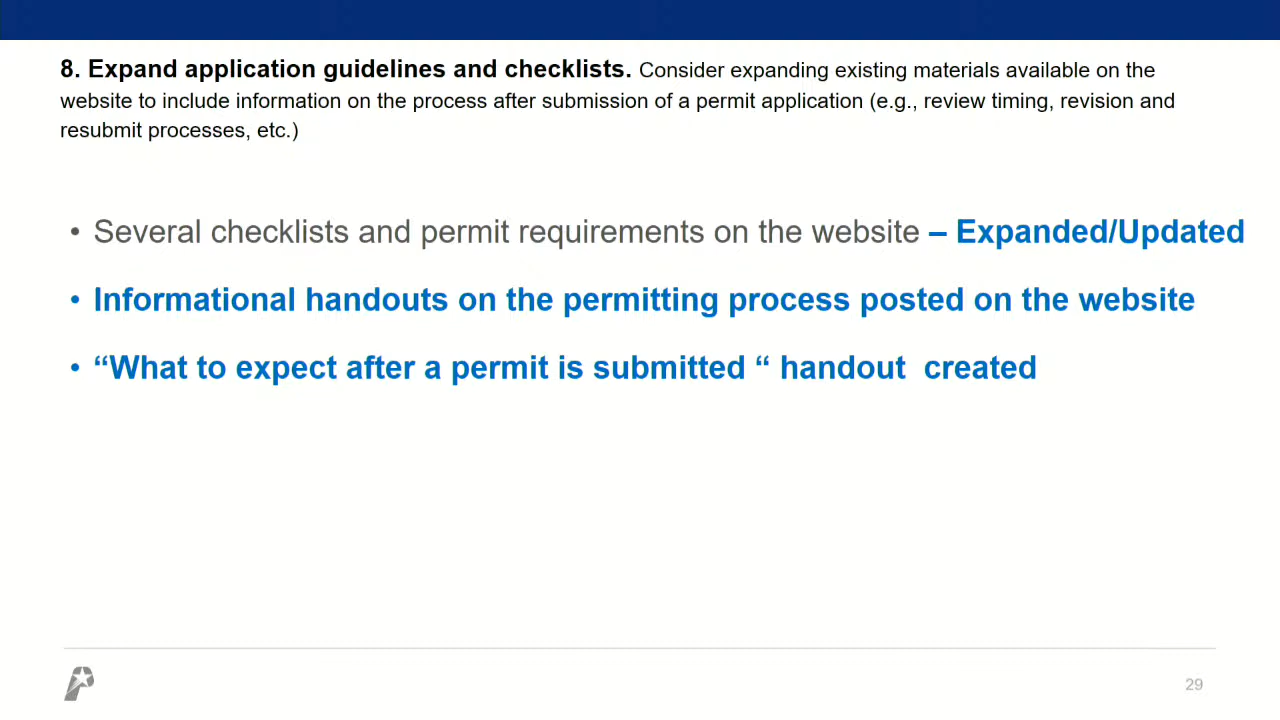 8. Expand application guidelines and checklists. Consider expanding existing materials available on the
website to include information on the process after submission of a permit application (e.g., review timing, revision and
resubmit processes, etc.)
• Several checklists and permit requirements on the website – Expanded/Updated
• Informational handouts on the permitting process posted on the website
• “What to expect after a permit is submitted “ handout  created
29